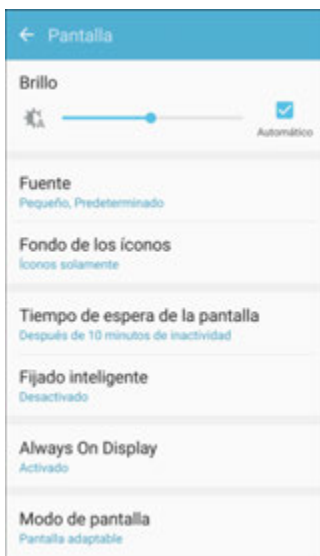 Pantalla
Brillo
Automático
Fuente
Pequeño, Predeterminado
Fondo de los íconos
Íconos solamente
Tiempo de espera de la pantalla
Después de 10 minutos de inactividad
Fijado inteligente
Desactivado
Always On Display
Activado
Modo de pantalla
Pantalla adaptable